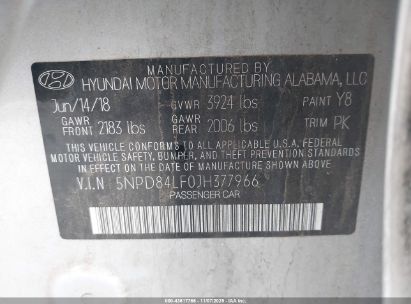 MANUFACTURED BY
HYUNDAI MOTOR MANUFACTURING ALABAMA, LLC
Jun/14/18 GVWR 3924 lbs PAINT Y8
GAWR FRONT 2183 lbs GAWR REAR 2006 lbs TRIM PK
THIS VEHICLE CONFORMS TO ALL APPLICABLE U.S. FEDERAL
MOTOR VEHICLE SAFETY, BUMPER, AND THEFT PREVENTION STANDARDS
IN EFFECT ON THE DATE OF MANUFACTURE SHOWN ABOVE.
V.I.N : 5NPD84LF0JH377966
PASSENGER CAR